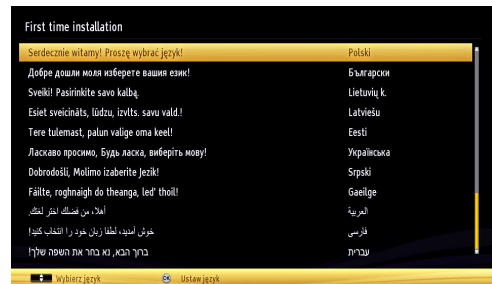 First time installation
Serdecznie witamy! Proszę wybrać język! Polski
Добре дошли моля изберете вашия език! Български
Sveiki! Pasirinkite savo kalbą. Lietuvių k.
Esiet sveicināts, lūdzu, izvlts. savu vald.! Latviešu
Tere tulemast, palun valige oma keel! Eesti
Ласкаво просимо, Будь ласка, виберіть мову! Українська
Dobrodošli, Molimo izaberite Jezik! Srpski
Fáilte, roghnaigh do theanga, led' thoil! Gaeilge
أهلا، من فضلك اختر لغتك. العربية
خوش آمدید، لطفا زبان خود را انتخاب کنید! فارسی
ברוך הבא, נא בחר את השפה שלך! עברית
Wybierz język OK Ustaw język